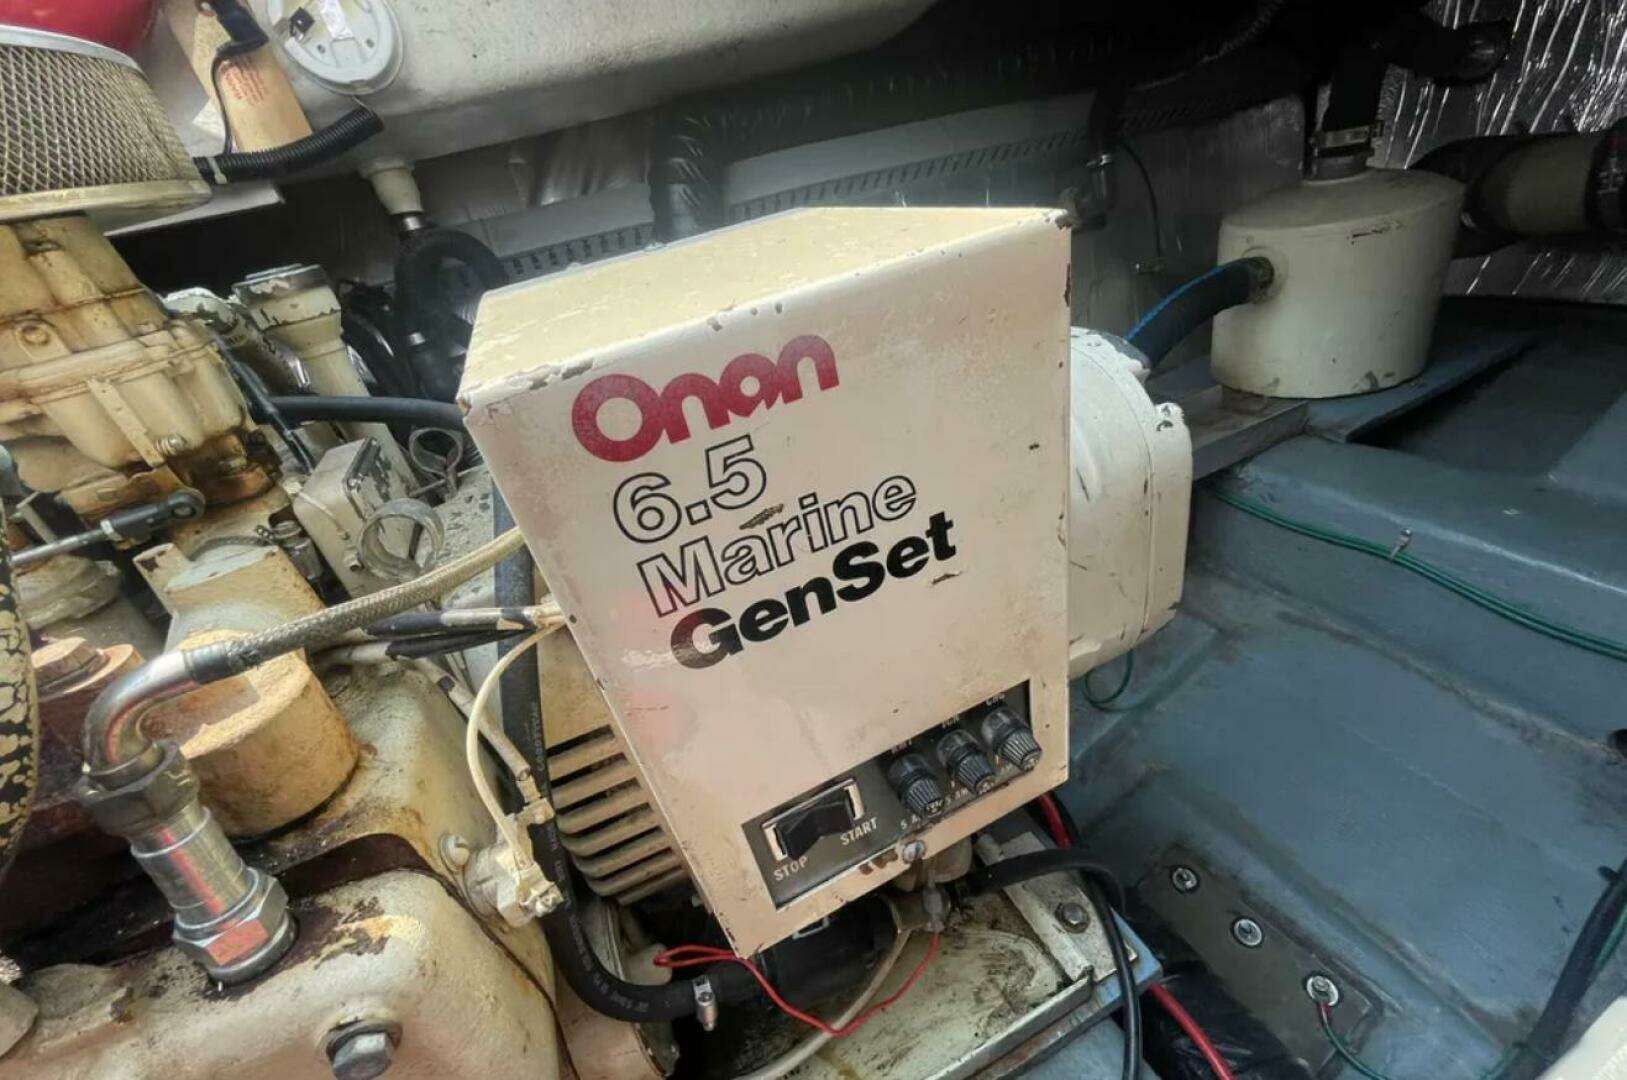 Onan
6.5
Marine
GenSet
STOP
START